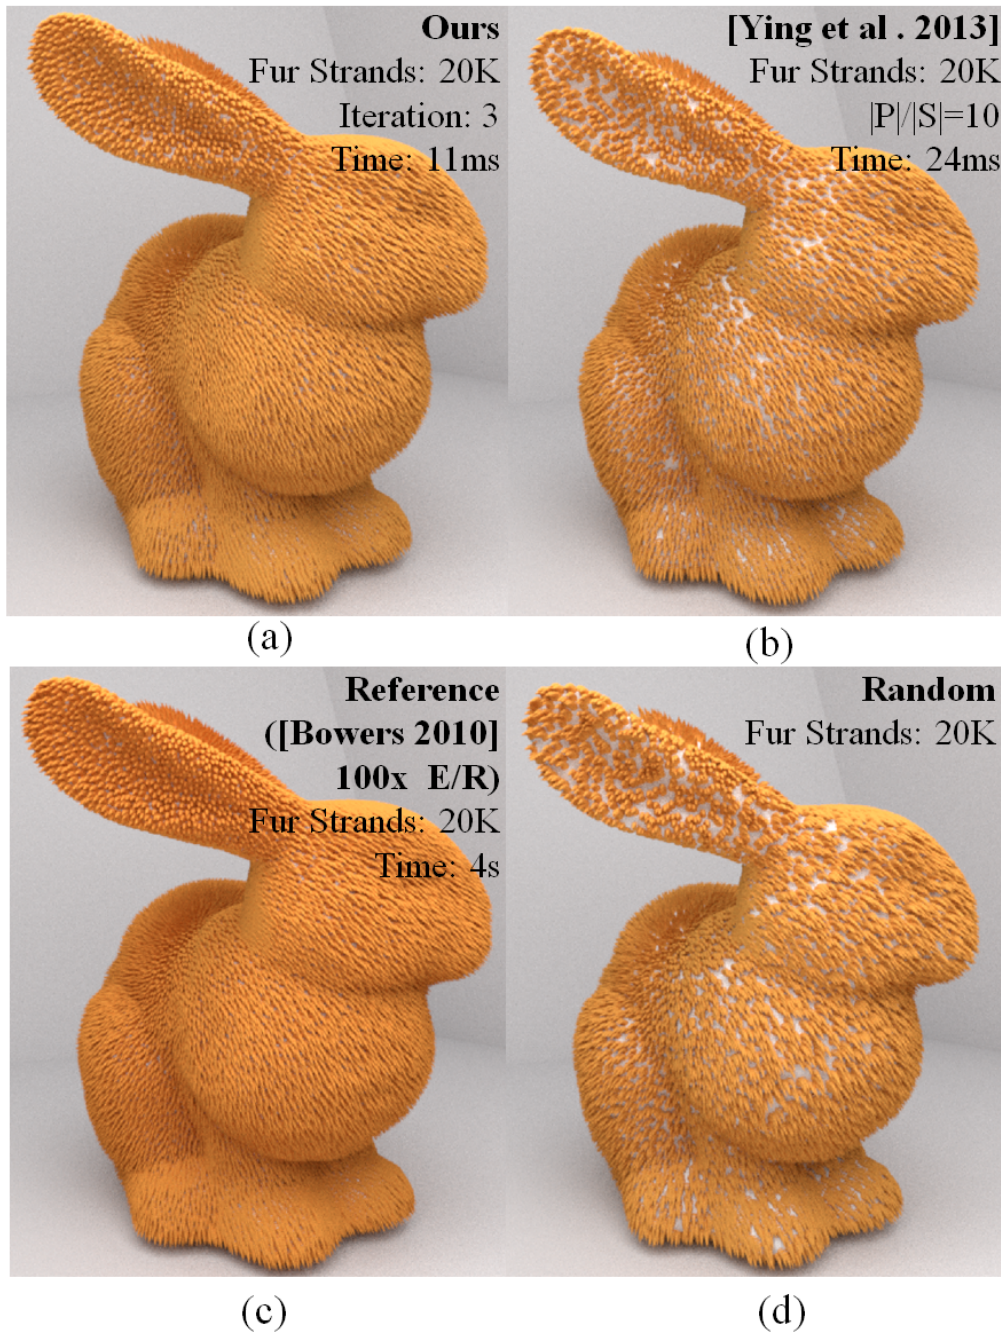 Ours
Fur Strands: 20K
Iteration: 3
Time: 11ms
[Ying et al . 2013]
Fur Strands: 20K
|P|/|S|=10
Time: 24ms
(a)
(b)
Reference
([Bowers 2010]
100x E/R)
Fur Strands: 20K
Time: 4s
Random
Fur Strands: 20K
(c)
(d)